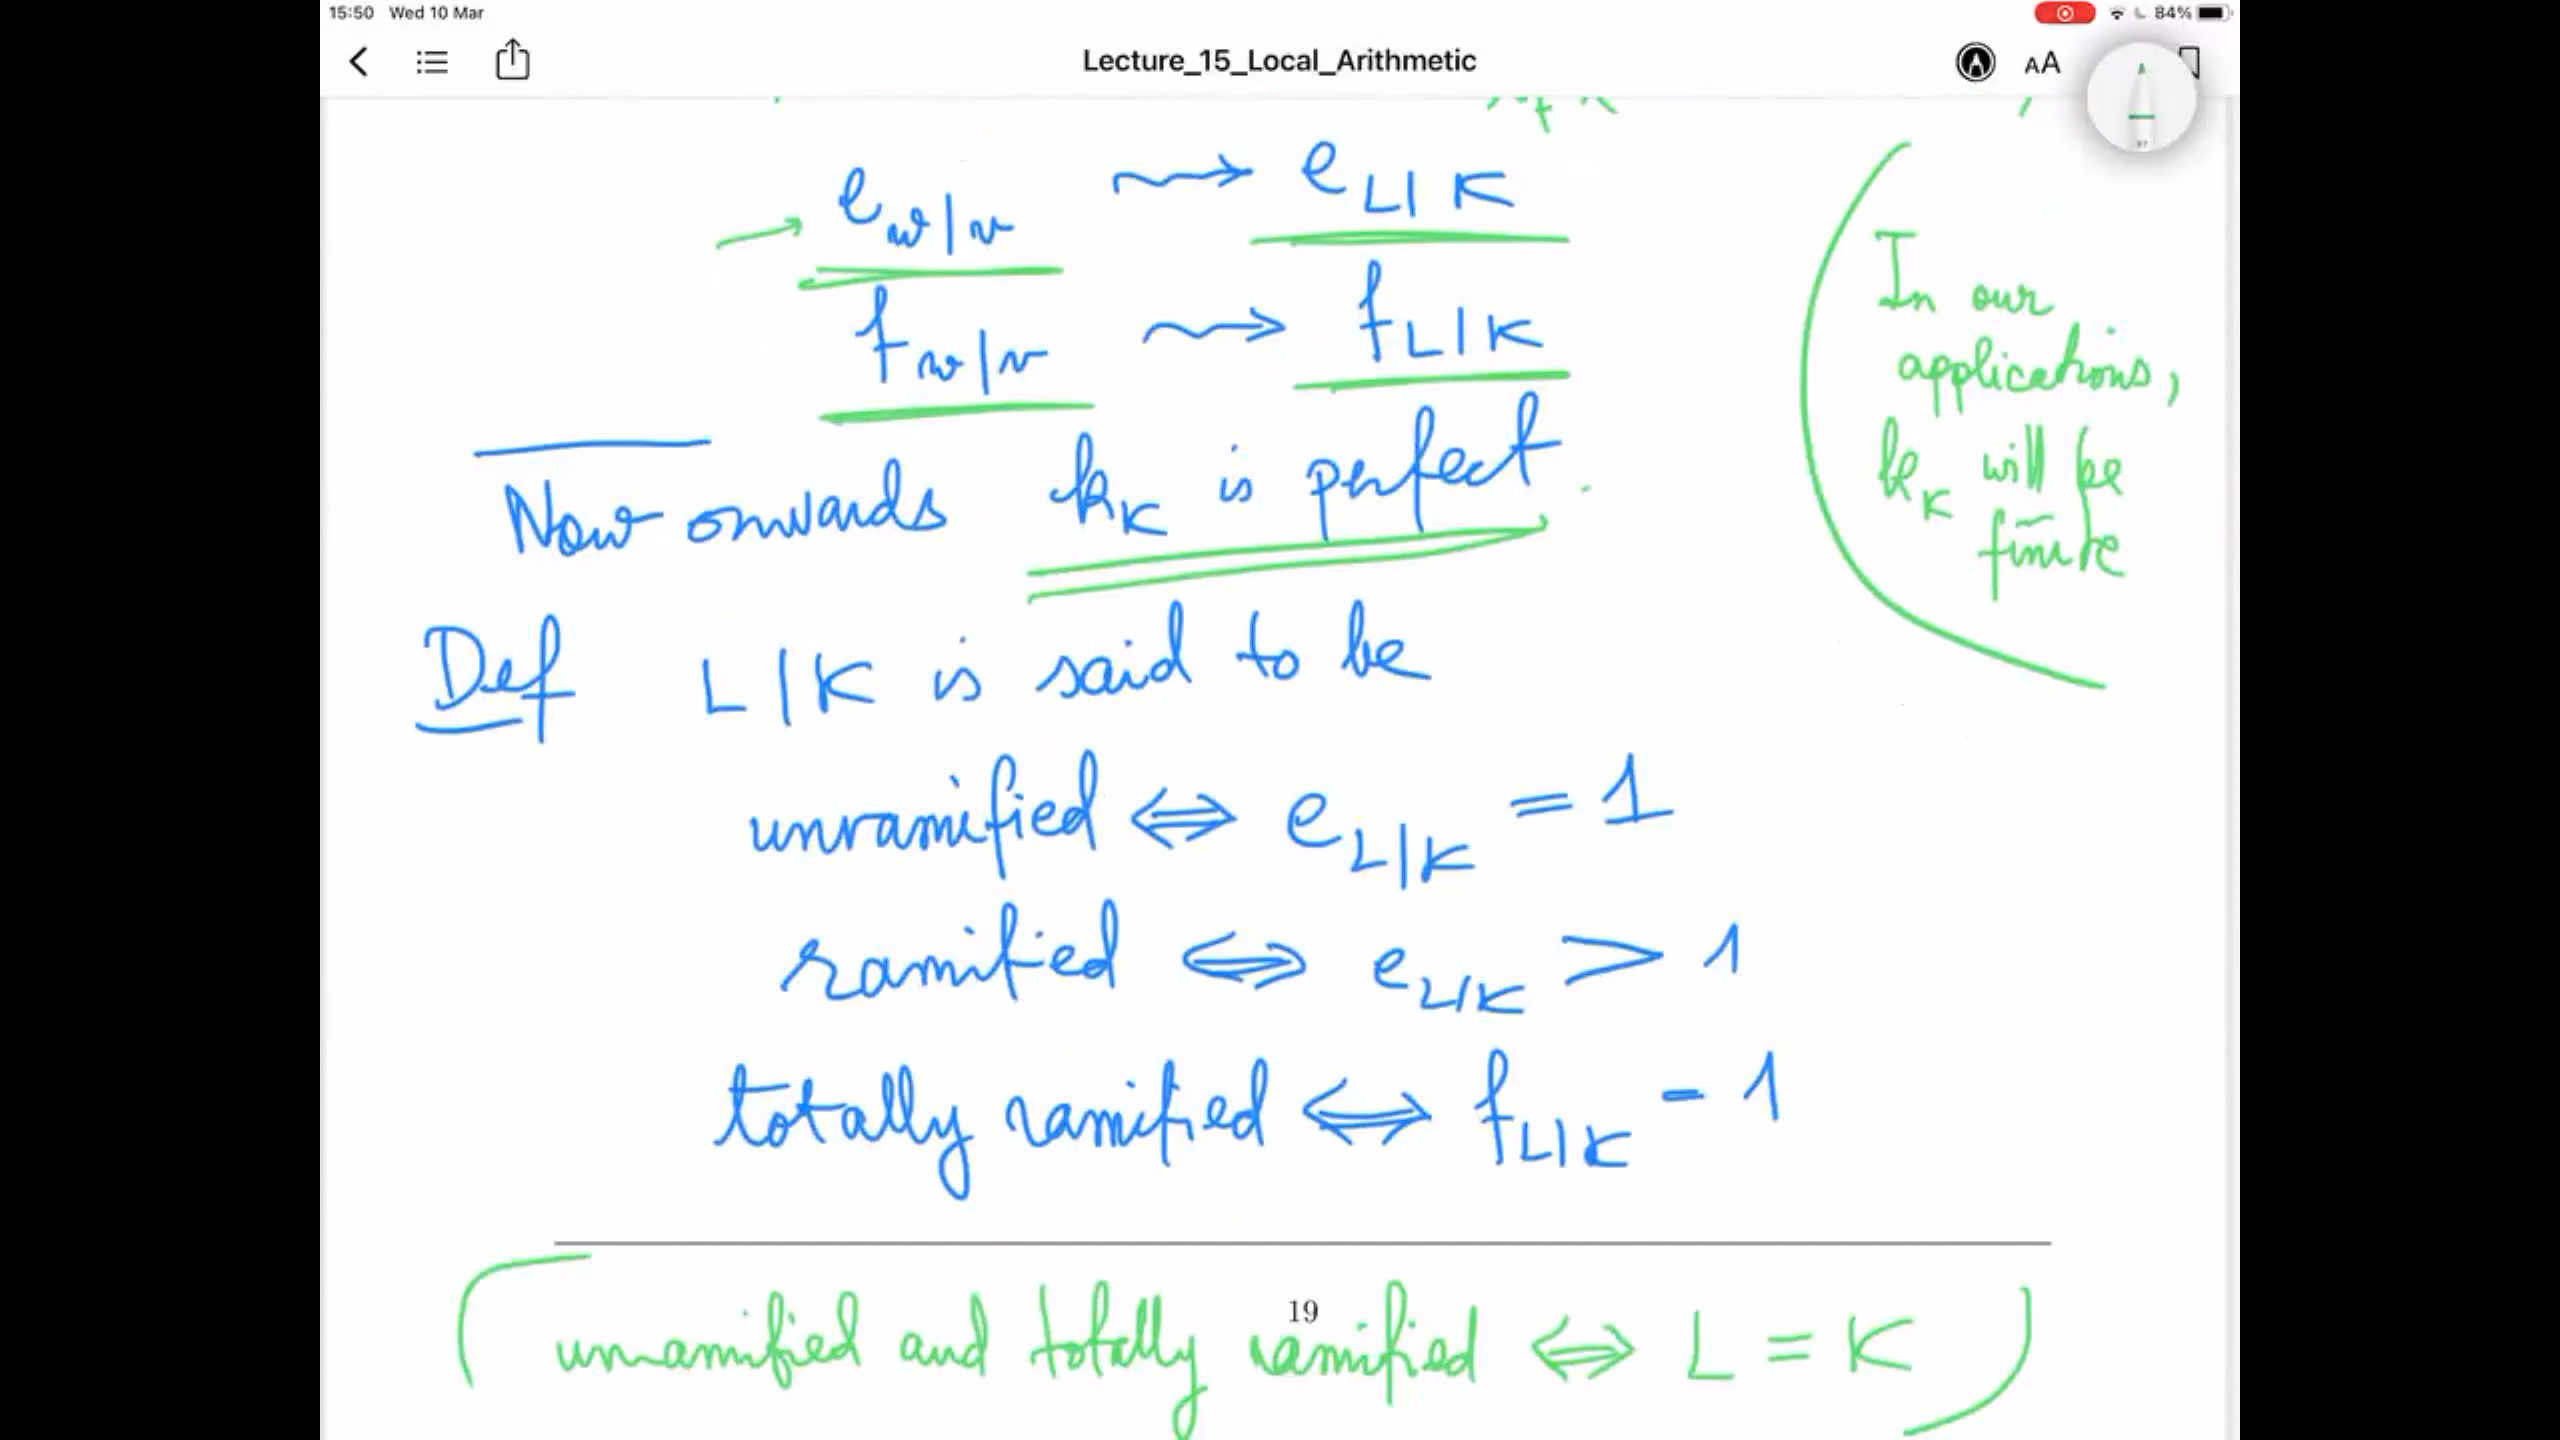 15:50 Wed 10 Mar
84%
Lecture_15_Local_Arithmetic
AA
e_{w|v} ⇝ e_{L|K}
f_{w|v} ⇝ f_{L|K}
Now onwards k_K is perfect.
In our
applications,
k_K will be
finite
Def L|K is said to be
unramified ⟺ e_{L|K} = 1
ramified ⟺ e_{L|K} > 1
totally ramified ⟺ f_{L|K} = 1
19
(unramified and totally ramified ⟺ L = K)